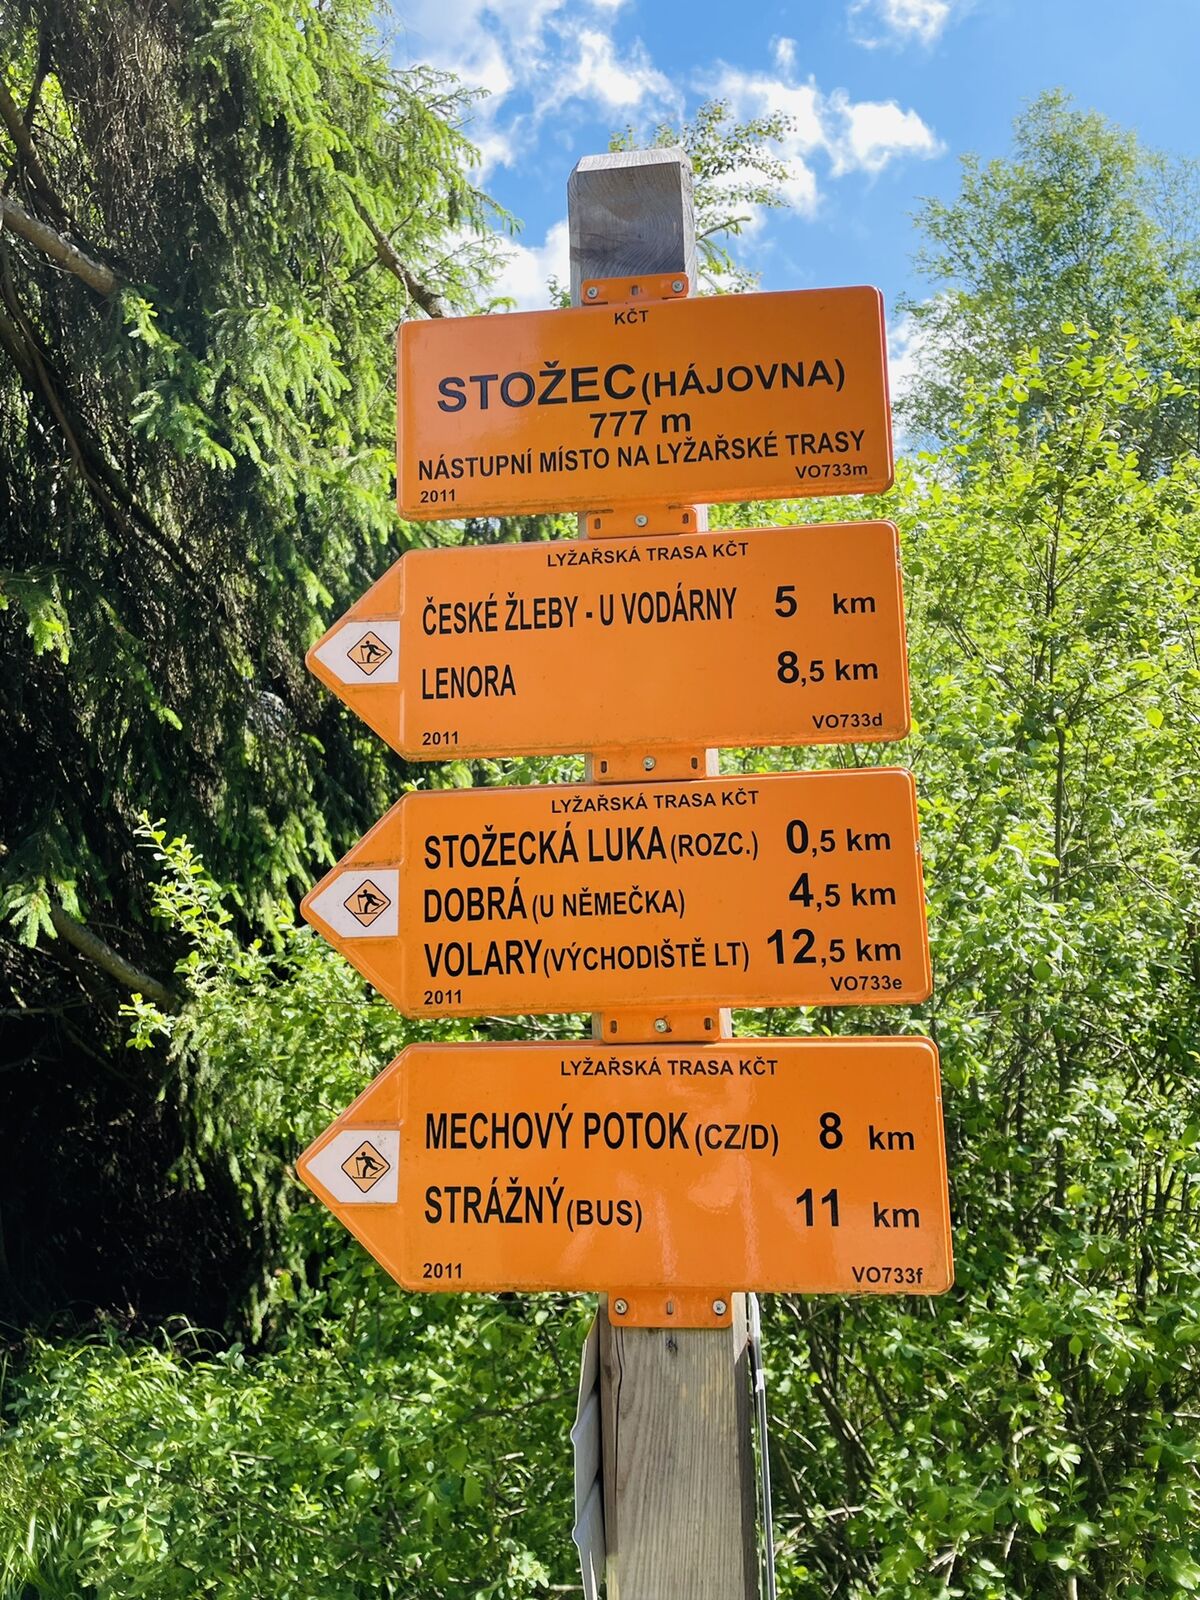 KČT
STOŽEC (HÁJOVNA)
777 m
NÁSTUPNÍ MÍSTO NA LYŽAŘSKÉ TRASY
2011 VO733m
LYŽAŘSKÁ TRASA KČT
ČESKÉ ŽLEBY - U VODÁRNY 5 km
LENORA 8,5 km
2011 VO733d
LYŽAŘSKÁ TRASA KČT
STOŽECKÁ LUKA (ROZC.) 0,5 km
DOBRÁ (U NĚMEČKA) 4,5 km
VOLARY (VÝCHODIŠTĚ LT) 12,5 km
2011 VO733e
LYŽAŘSKÁ TRASA KČT
MECHOVÝ POTOK (CZ/D) 8 km
STRÁŽNÝ (BUS) 11 km
2011 VO733f